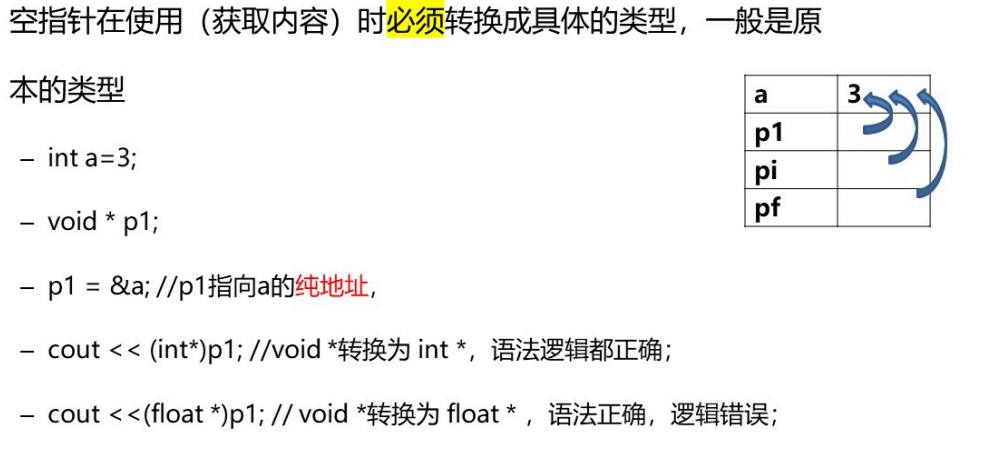 空指针在使用（获取内容）时必须转换成具体的类型，一般是原
本的类型
– int a=3;
– void * p1;
– p1 = &a; //p1指向a的纯地址，
– cout << (int*)p1; //void *转换为 int *，语法逻辑都正确；
– cout <<(float *)p1; // void *转换为 float * ，语法正确，逻辑错误；
a 3
p1
pi
pf